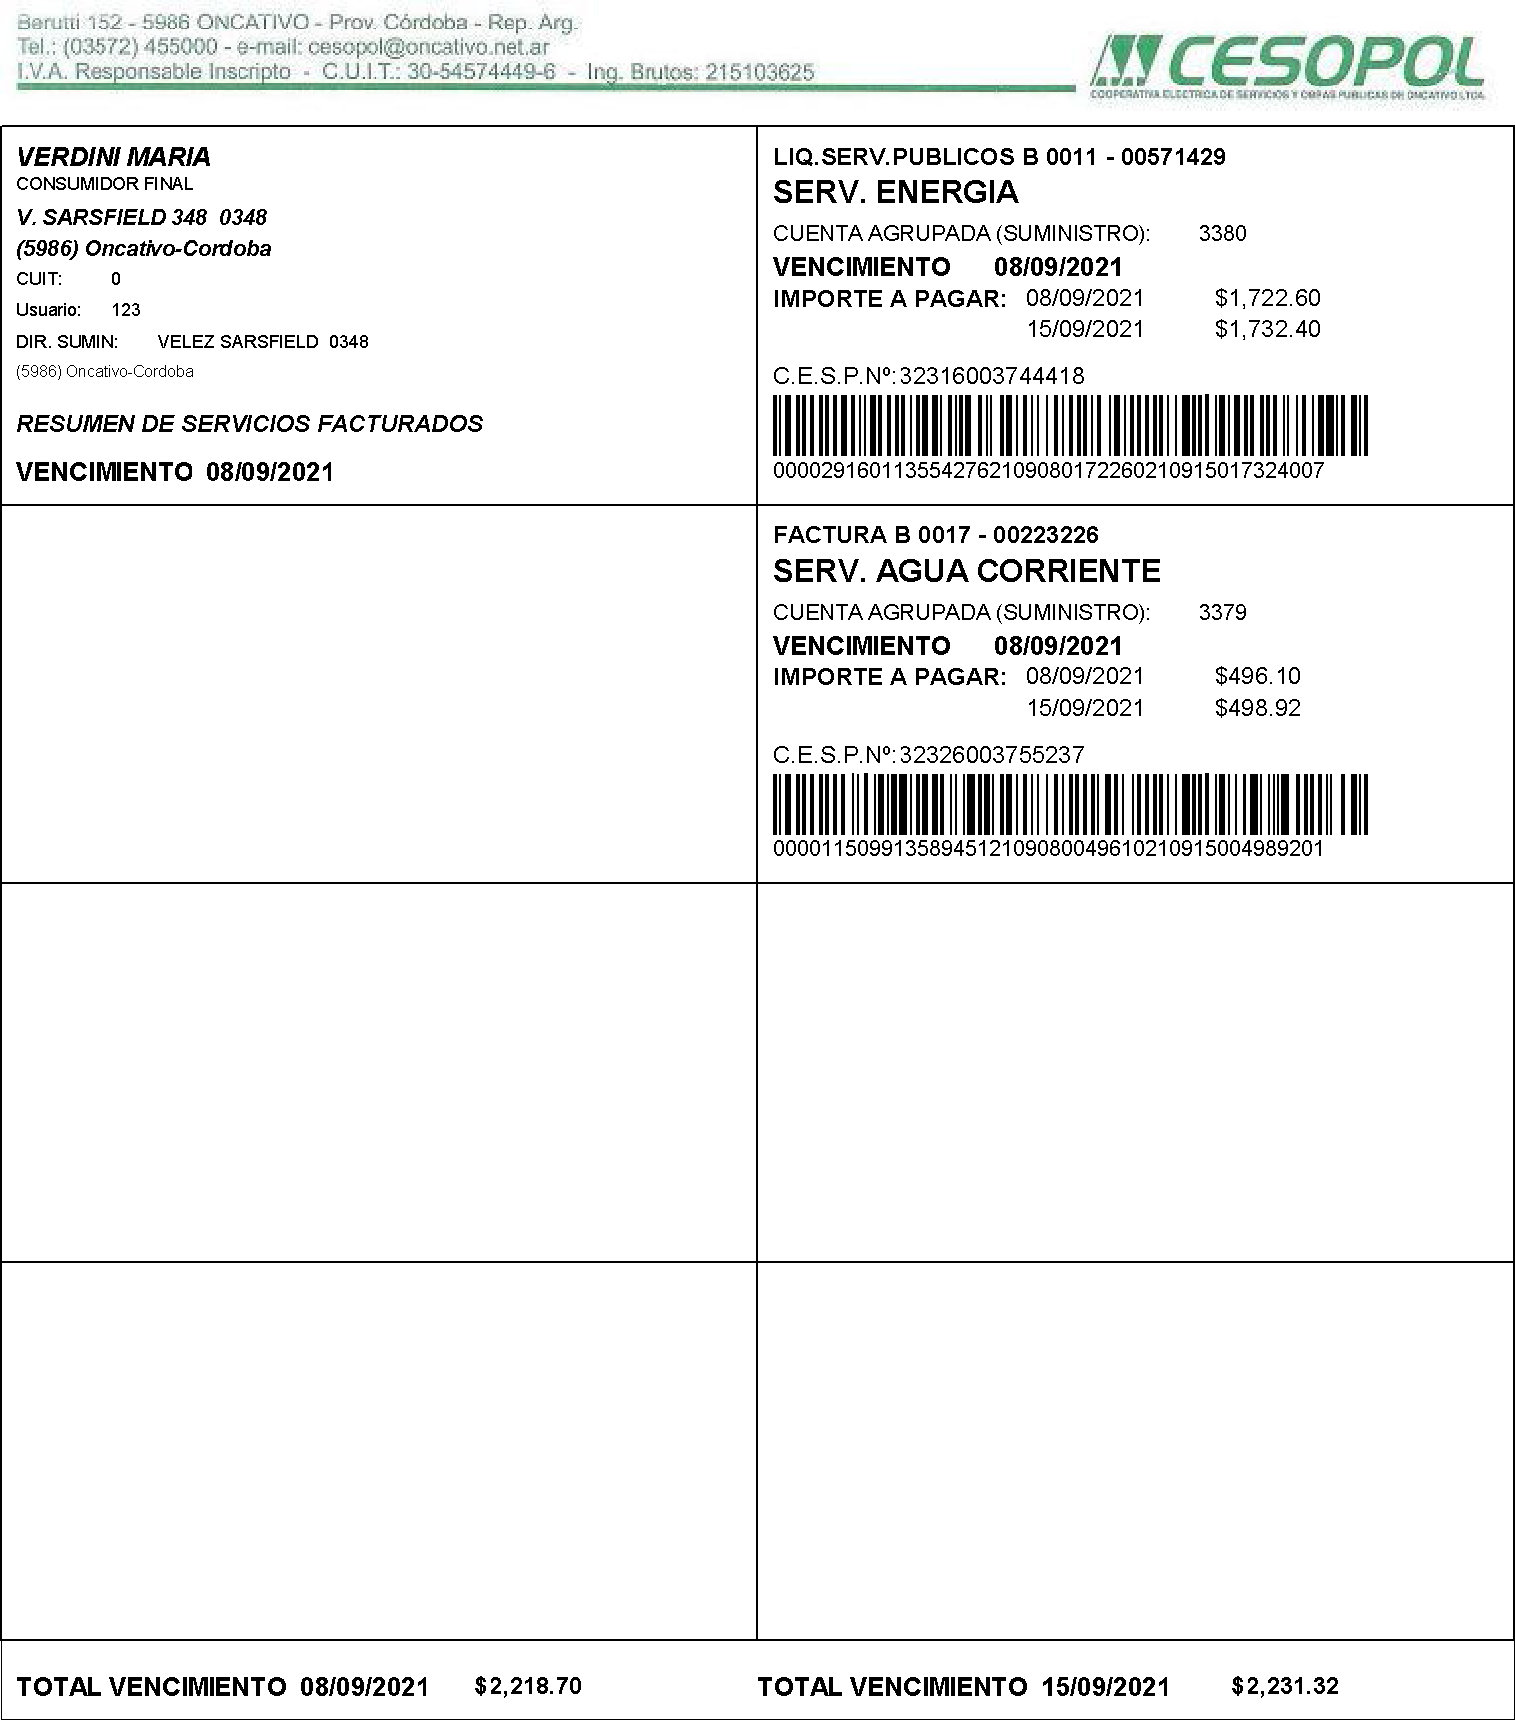 Berutti 152 - 5986 ONCATIVO - Prov. Córdoba - Rep. Arg.
Tel.: (03572) 455000 - e-mail: cesopol@oncativo.net.ar
I.V.A. Responsable Inscripto - C.U.I.T.: 30-54574449-6 - Ing. Brutos: 215103625
CESOPOL
COOPERATIVA ELECTRICA DE SERVICIOS Y OBRAS PUBLICAS DE ONCATIVO LTDA.
VERDINI MARIA
CONSUMIDOR FINAL
V. SARSFIELD 348 0348
(5986) Oncativo-Cordoba
CUIT: 0
Usuario: 123
DIR. SUMIN: VELEZ SARSFIELD 0348
(5986) Oncativo-Cordoba
RESUMEN DE SERVICIOS FACTURADOS
VENCIMIENTO 08/09/2021
LIQ.SERV.PUBLICOS B 0011 - 00571429
SERV. ENERGIA
CUENTA AGRUPADA (SUMINISTRO): 3380
VENCIMIENTO 08/09/2021
IMPORTE A PAGAR: 08/09/2021 $1,722.60
15/09/2021 $1,732.40
C.E.S.P.Nº: 32316003744418
000029160113554276210908017226021091501732​4007
FACTURA B 0017 - 00223226
SERV. AGUA CORRIENTE
CUENTA AGRUPADA (SUMINISTRO): 3379
VENCIMIENTO 08/09/2021
IMPORTE A PAGAR: 08/09/2021 $496.10
15/09/2021 $498.92
C.E.S.P.Nº: 32326003755237
0000115099135894512109080049610210915004989201
TOTAL VENCIMIENTO 08/09/2021 $2,218.70
TOTAL VENCIMIENTO 15/09/2021 $2,231.32